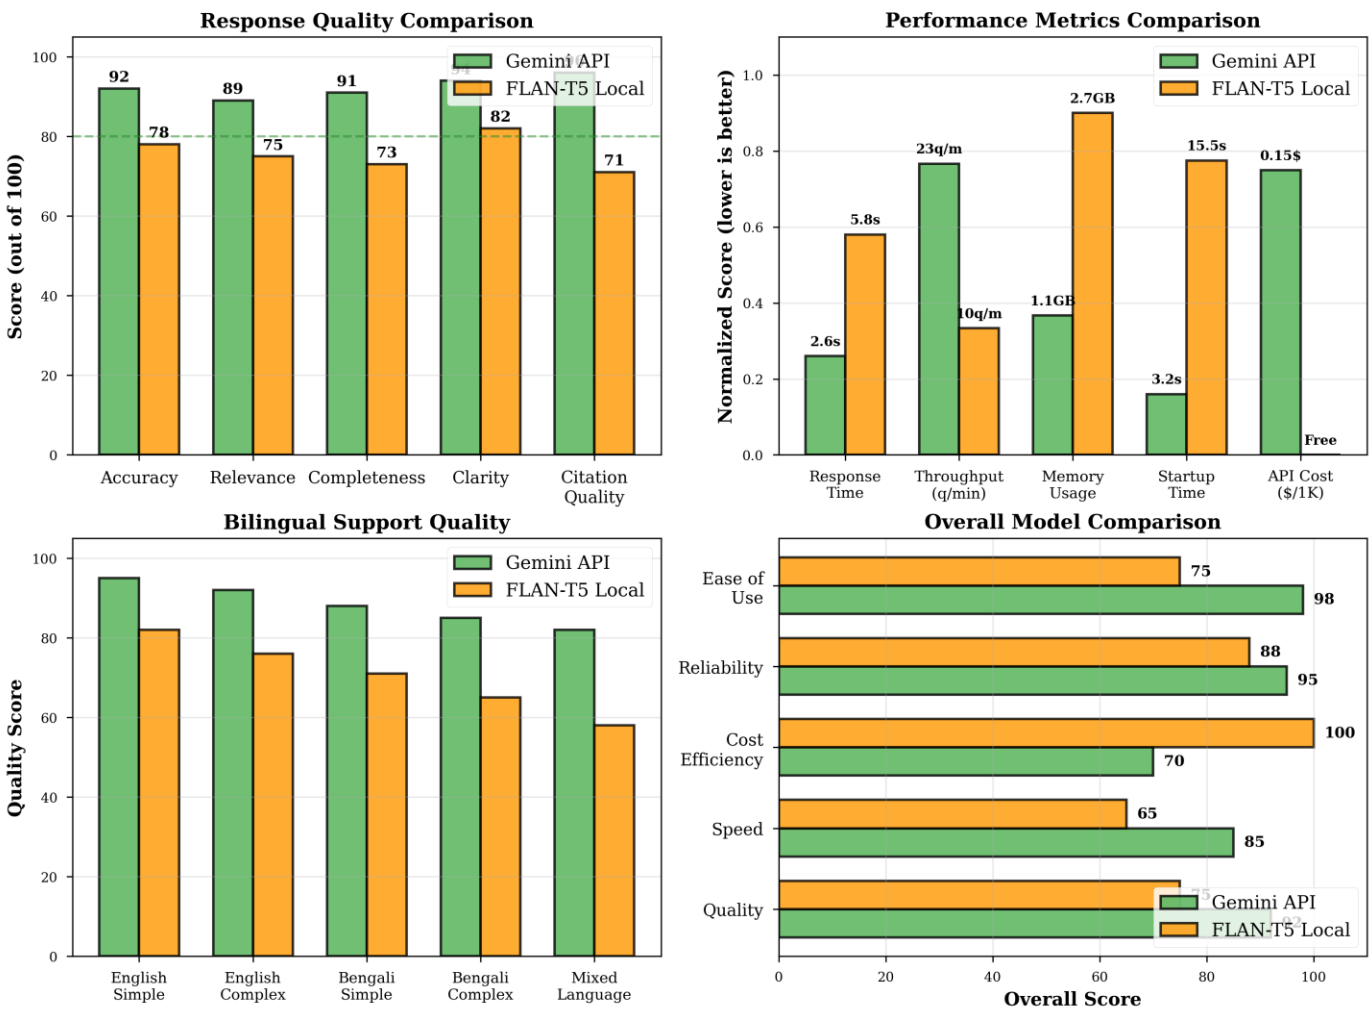 Response Quality Comparison
Score (out of 100)
100
80
60
40
20
0
Gemini API
FLAN-T5 Local
92
78
89
75
91
73
94
82
96
71
Accuracy
Relevance
Completeness
Clarity
Citation
Quality
Performance Metrics Comparison
Normalized Score (lower is better)
1.0
0.8
0.6
0.4
0.2
0.0
Gemini API
FLAN-T5 Local
2.6s
5.8s
23q/m
10q/m
1.1GB
2.7GB
3.2s
15.5s
0.15$
Free
Response
Time
Throughput
(q/min)
Memory
Usage
Startup
Time
API Cost
($/1K)
Bilingual Support Quality
Quality Score
100
80
60
40
20
0
Gemini API
FLAN-T5 Local
English
Simple
English
Complex
Bengali
Simple
Bengali
Complex
Mixed
Language
Overall Model Comparison
Ease of
Use
75
98
Reliability
88
95
Cost
Efficiency
100
70
Speed
65
85
Quality
75
92
Gemini API
FLAN-T5 Local
0
20
40
60
80
100
Overall Score